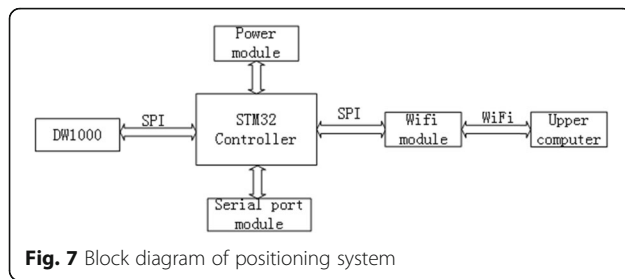 Power
module
DW1000
SPI
STM32
Controller
SPI
Wifi
module
WiFi
Upper
computer
Serial port
module
Fig. 7 Block diagram of positioning system